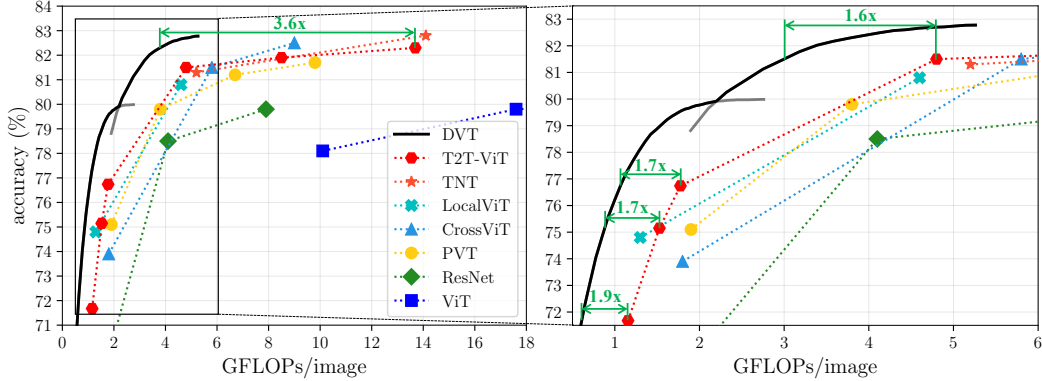 3.6x
83
82
81
80
79
78
77
76
75
74
73
72
71
accuracy (%)
0
2
4
6
8
10
12
14
16
18
GFLOPs/image
DVT
T2T-ViT
TNT
LocalViT
CrossViT
PVT
ResNet
ViT
1.6x
1.7x
1.7x
1.9x
83
82
81
80
79
78
77
76
75
74
73
72
1
2
3
4
5
6
GFLOPs/image